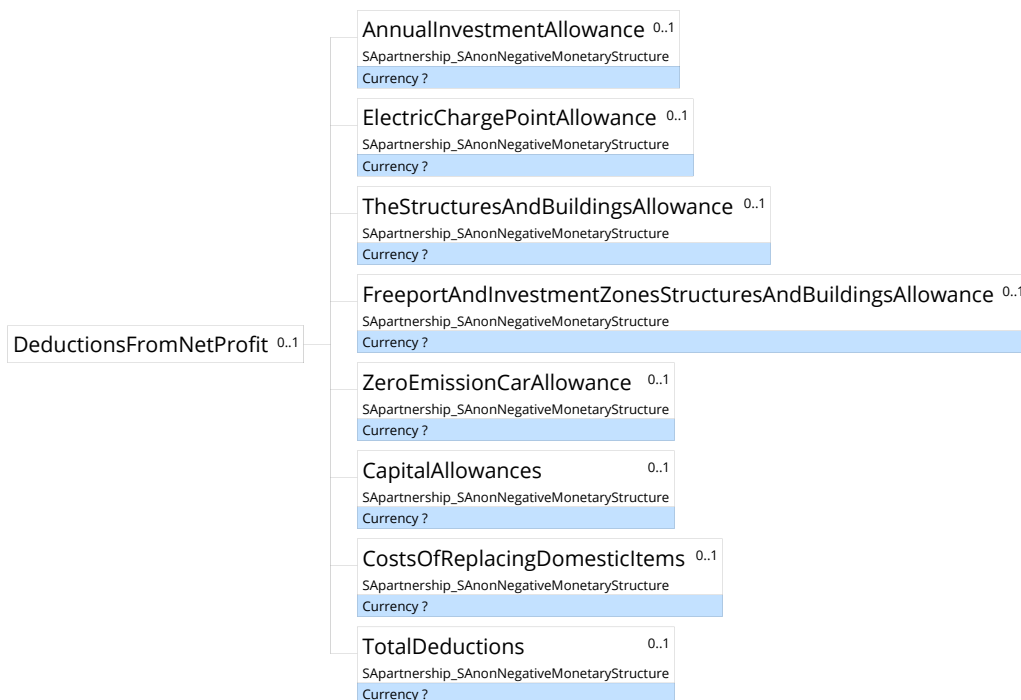 AnnualInvestmentAllowance 0..1
SApartnership_SAnonNegativeMonetaryStructure
Currency ?
ElectricChargePointAllowance 0..1
SApartnership_SAnonNegativeMonetaryStructure
Currency ?
TheStructuresAndBuildingsAllowance 0..1
SApartnership_SAnonNegativeMonetaryStructure
Currency ?
FreeportAndInvestmentZonesStructuresAndBuildingsAllowance 0..1
SApartnership_SAnonNegativeMonetaryStructure
Currency ?
DeductionsFromNetProfit 0..1
ZeroEmissionCarAllowance 0..1
SApartnership_SAnonNegativeMonetaryStructure
Currency ?
CapitalAllowances 0..1
SApartnership_SAnonNegativeMonetaryStructure
Currency ?
CostsOfReplacingDomesticItems 0..1
SApartnership_SAnonNegativeMonetaryStructure
Currency ?
TotalDeductions 0..1
SApartnership_SAnonNegativeMonetaryStructure
Currency ?